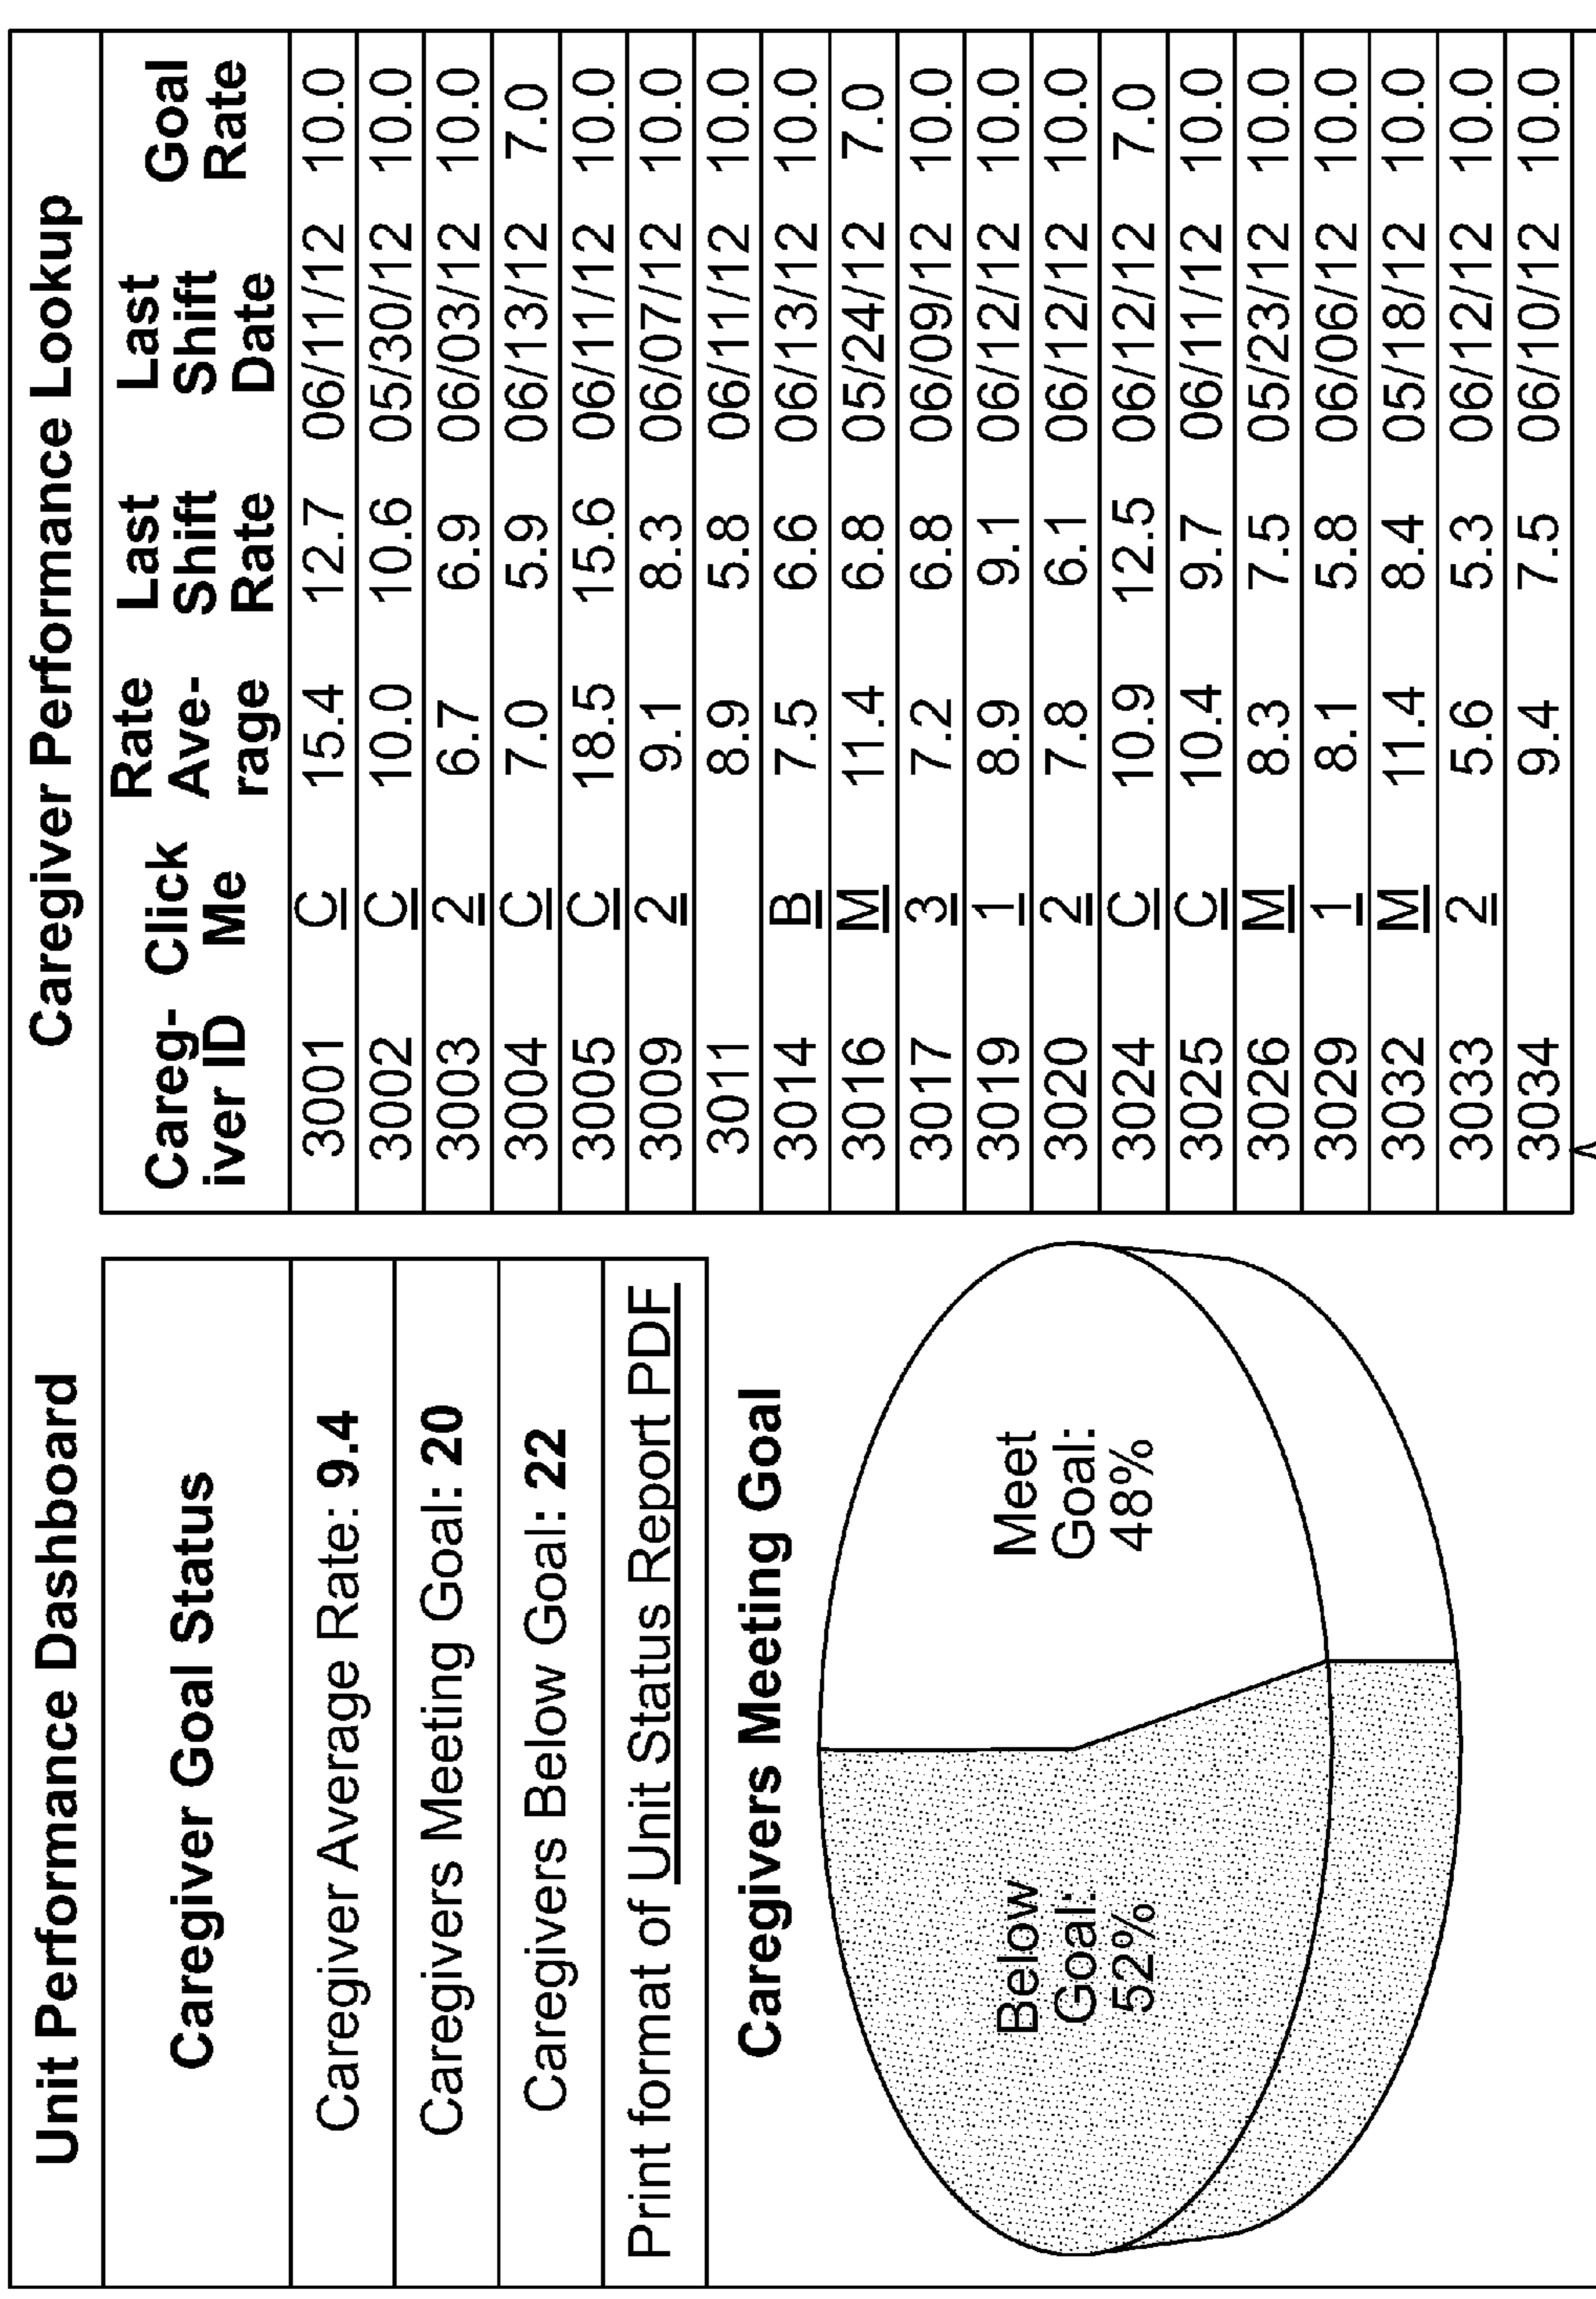 Unit Performance Dashboard
Caregiver Goal Status
Caregiver Average Rate: 9.4
Caregivers Meeting Goal: 20
Caregivers Below Goal: 22
Print format of Unit Status Report PDF
Caregivers Meeting Goal
Below
Goal:
52%
Meet
Goal:
48%
Caregiver Performance Lookup
Careg-
iver ID
Click
Me
Rate
Ave-
rage
Last
Shift
Rate
Last
Shift
Date
Goal
Rate
3001 C 15.4 12.7 06/11/12 10.0
3002 C 10.0 10.6 05/30/12 10.0
3003 2 6.7 6.9 06/03/12 10.0
3004 C 7.0 5.9 06/13/12 7.0
3005 C 18.5 15.6 06/11/12 10.0
3009 2 9.1 8.3 06/07/12 10.0
3011 8.9 5.8 06/11/12 10.0
3014 B 7.5 6.6 06/13/12 10.0
3016 M 11.4 6.8 05/24/12 7.0
3017 3 7.2 6.8 06/09/12 10.0
3019 1 8.9 9.1 06/12/12 10.0
3020 2 7.8 6.1 06/12/12 10.0
3024 C 10.9 12.5 06/12/12 7.0
3025 C 10.4 9.7 06/11/12 10.0
3026 M 8.3 7.5 05/23/12 10.0
3029 1 8.1 5.8 06/06/12 10.0
3032 M 11.4 8.4 05/18/12 10.0
3033 2 5.6 5.3 06/12/12 10.0
3034 9.4 7.5 06/10/12 10.0